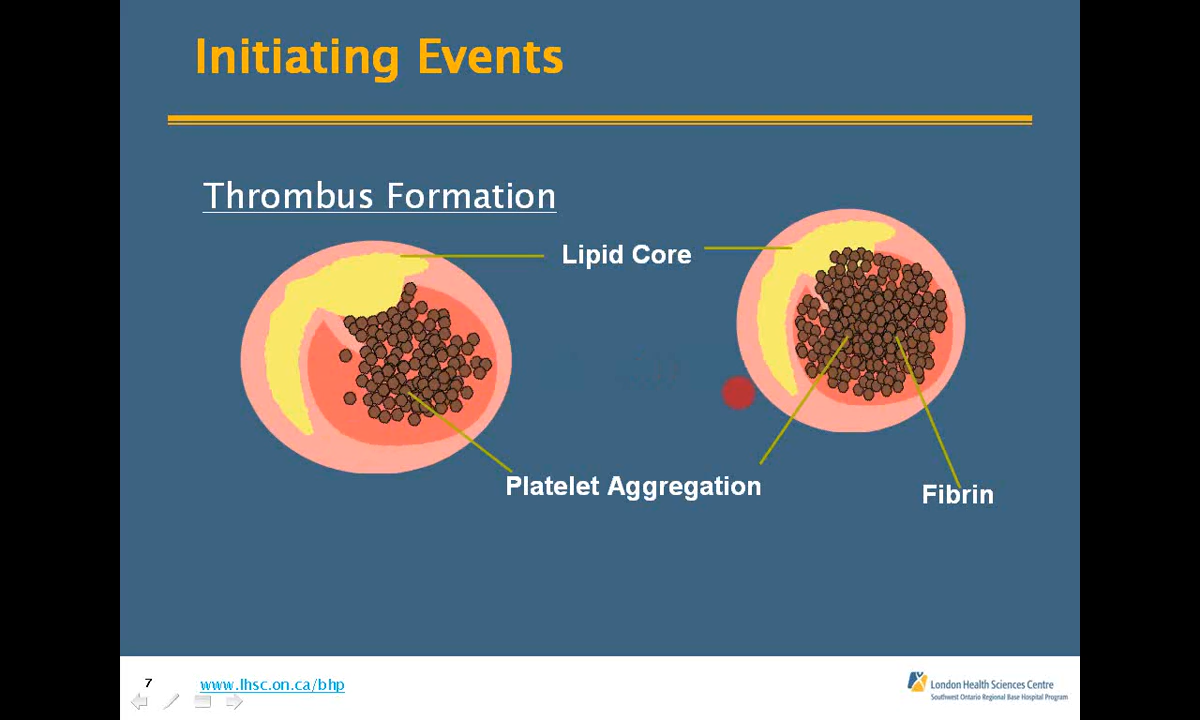 Initiating Events
Thrombus Formation
Lipid Core
Platelet Aggregation
Fibrin
7
www.lhsc.on.ca/bhp
London Health Sciences Centre
Southwest Ontario Regional Base Hospital Program